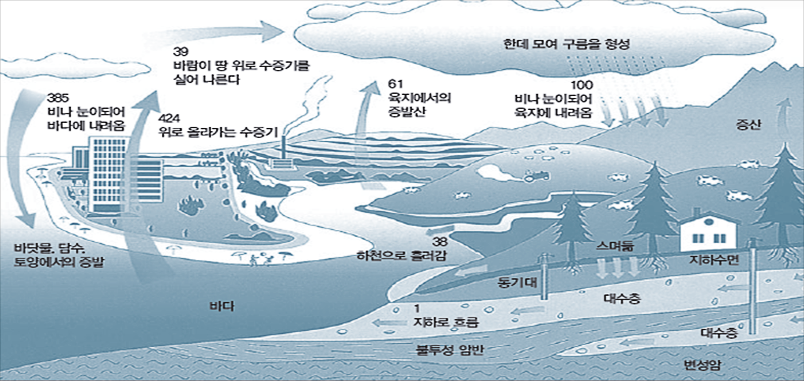 39
바람이 땅 위로 수증기를
실어 나른다
한데 모여 구름을 형성
385
비나 눈이되어
바다에 내려옴
424
위로 올라가는 수증기
61
육지에서의
증발산
100
비나 눈이되어
육지에 내려옴
증산
바닷물, 담수,
토양에서의 증발
38
하천으로 흘러감
스며듦
지하수면
통기대
바다
대수층
1
지하로 흐름
불투성 암반
대수층
변성암